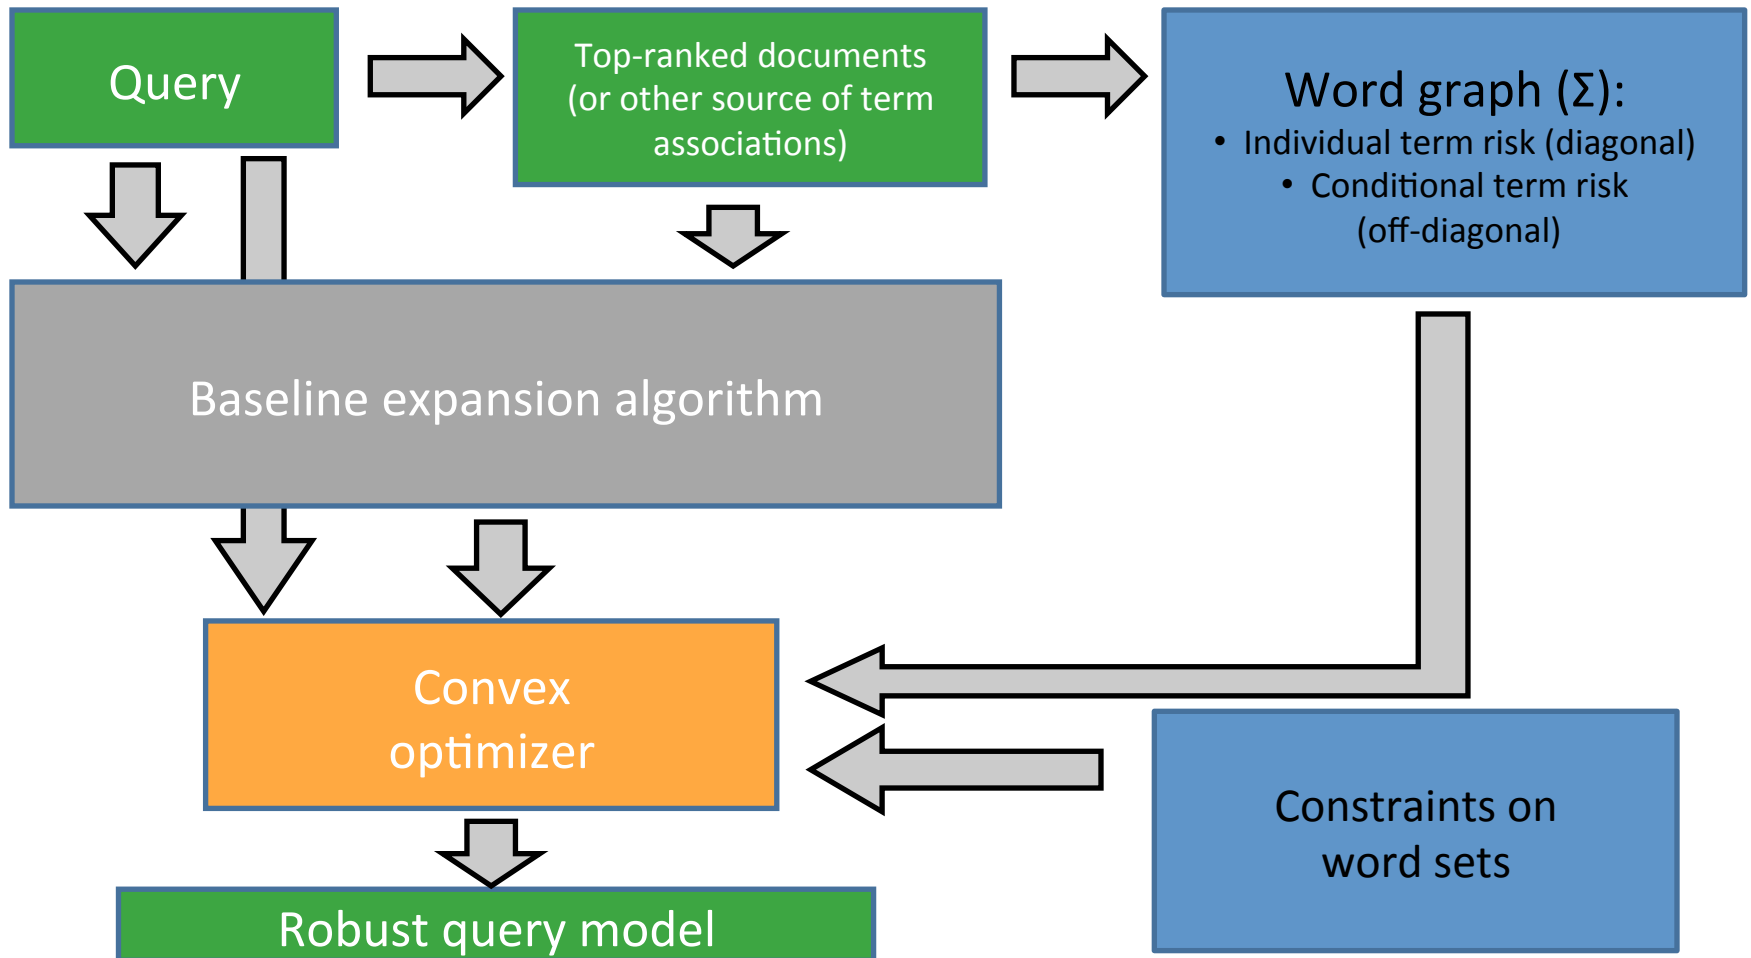 Query
Top-ranked documents
(or other source of term
associations)
Word graph (Σ):
• Individual term risk (diagonal)
• Conditional term risk
(off-diagonal)
Baseline expansion algorithm
Convex
optimizer
Constraints on
word sets
Robust query model